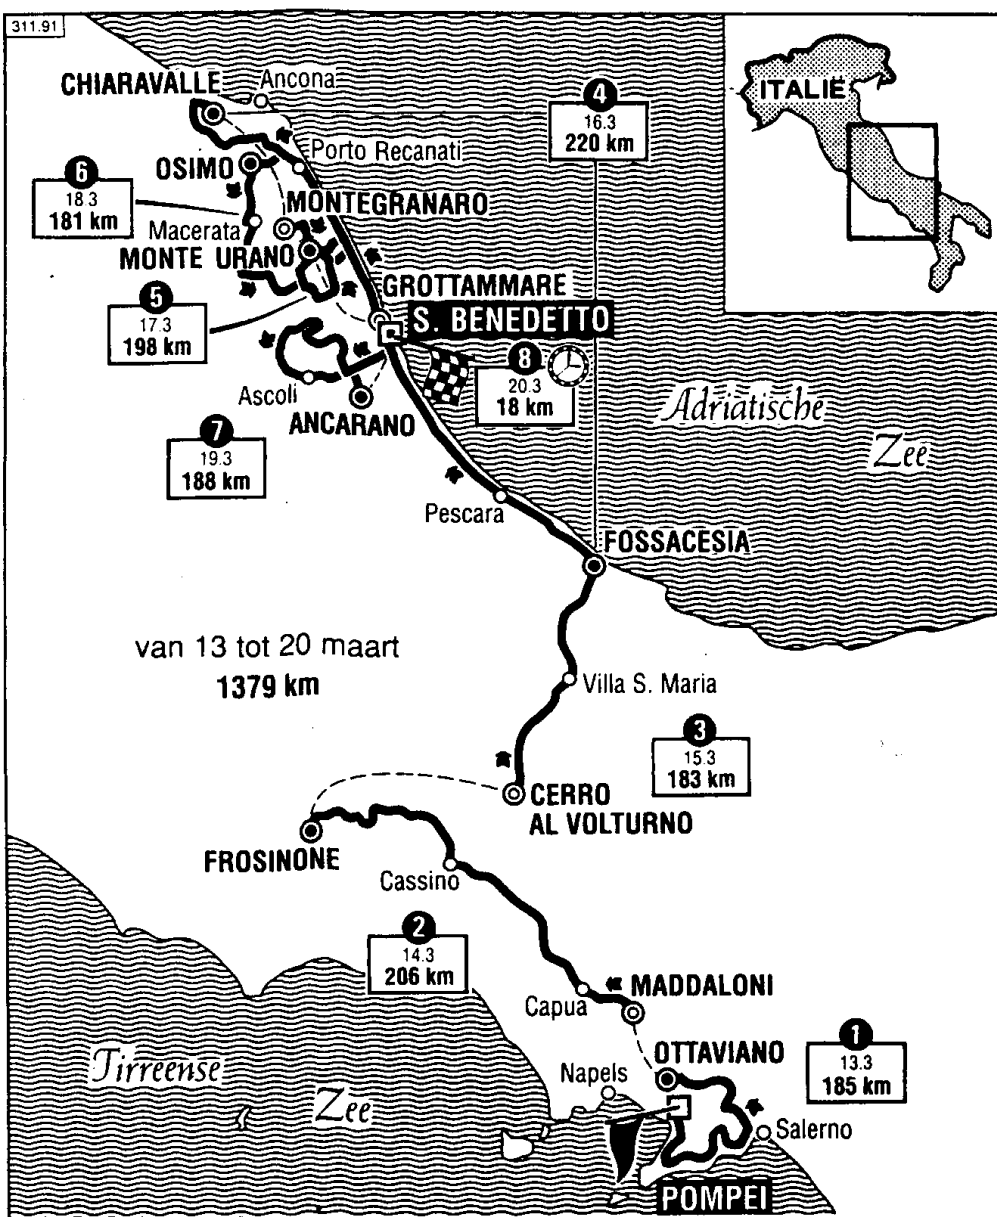 311.91
CHIARAVALLE
Ancona
OSIMO
Porto Recanati
6
18.3
181 km
MONTEGRANARO
Macerata
MONTE URANO
5
17.3
198 km
4
16.3
220 km
ITALIË
GROTTAMMARE
S. BENEDETTO
8
20.3
18 km
Ascoli
ANCARANO
7
19.3
188 km
Adriatische
Zee
Pescara
FOSSACESIA
van 13 tot 20 maart
1379 km
Villa S. Maria
3
15.3
183 km
CERRO
AL VOLTURNO
FROSINONE
Cassino
2
14.3
206 km
Capua
MADDALONI
Tirreense
Zee
OTTAVIANO
1
13.3
185 km
Napels
Salerno
POMPEI